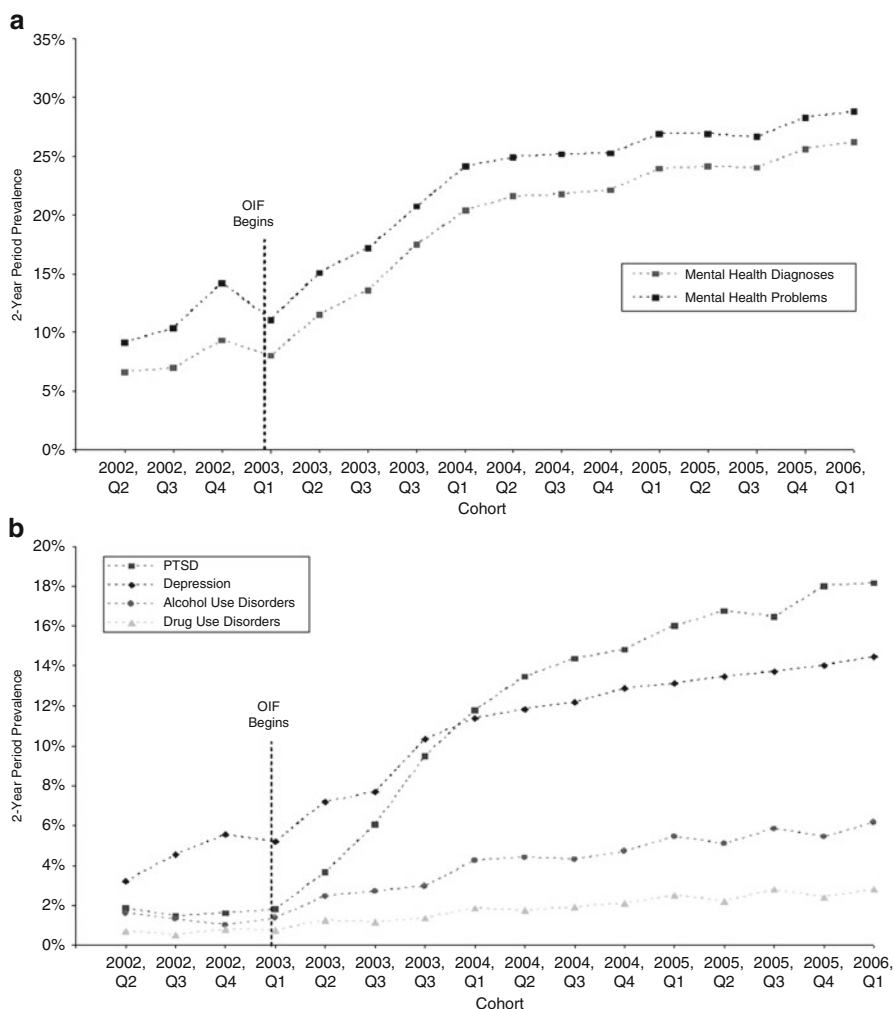 a
35%
30%
25%
20%
15%
10%
5%
0%
2-Year Period Prevalence
OIF
Begins
Mental Health Diagnoses
Mental Health Problems
2002, 2002, 2002, 2003, 2003, 2003, 2003, 2004, 2004, 2004, 2004, 2005, 2005, 2005, 2005, 2006,
Q2 Q3 Q4 Q1 Q2 Q3 Q3 Q1 Q2 Q3 Q4 Q1 Q2 Q3 Q4 Q1
Cohort
b
20%
18%
16%
14%
12%
10%
8%
6%
4%
2%
0%
2-Year Period Prevalence
PTSD
Depression
Alcohol Use Disorders
Drug Use Disorders
OIF
Begins
2002, 2002, 2002, 2003, 2003, 2003, 2003, 2004, 2004, 2004, 2004, 2005, 2005, 2005, 2005, 2006,
Q2 Q3 Q4 Q1 Q2 Q3 Q3 Q1 Q2 Q3 Q4 Q1 Q2 Q3 Q4 Q1
Cohort